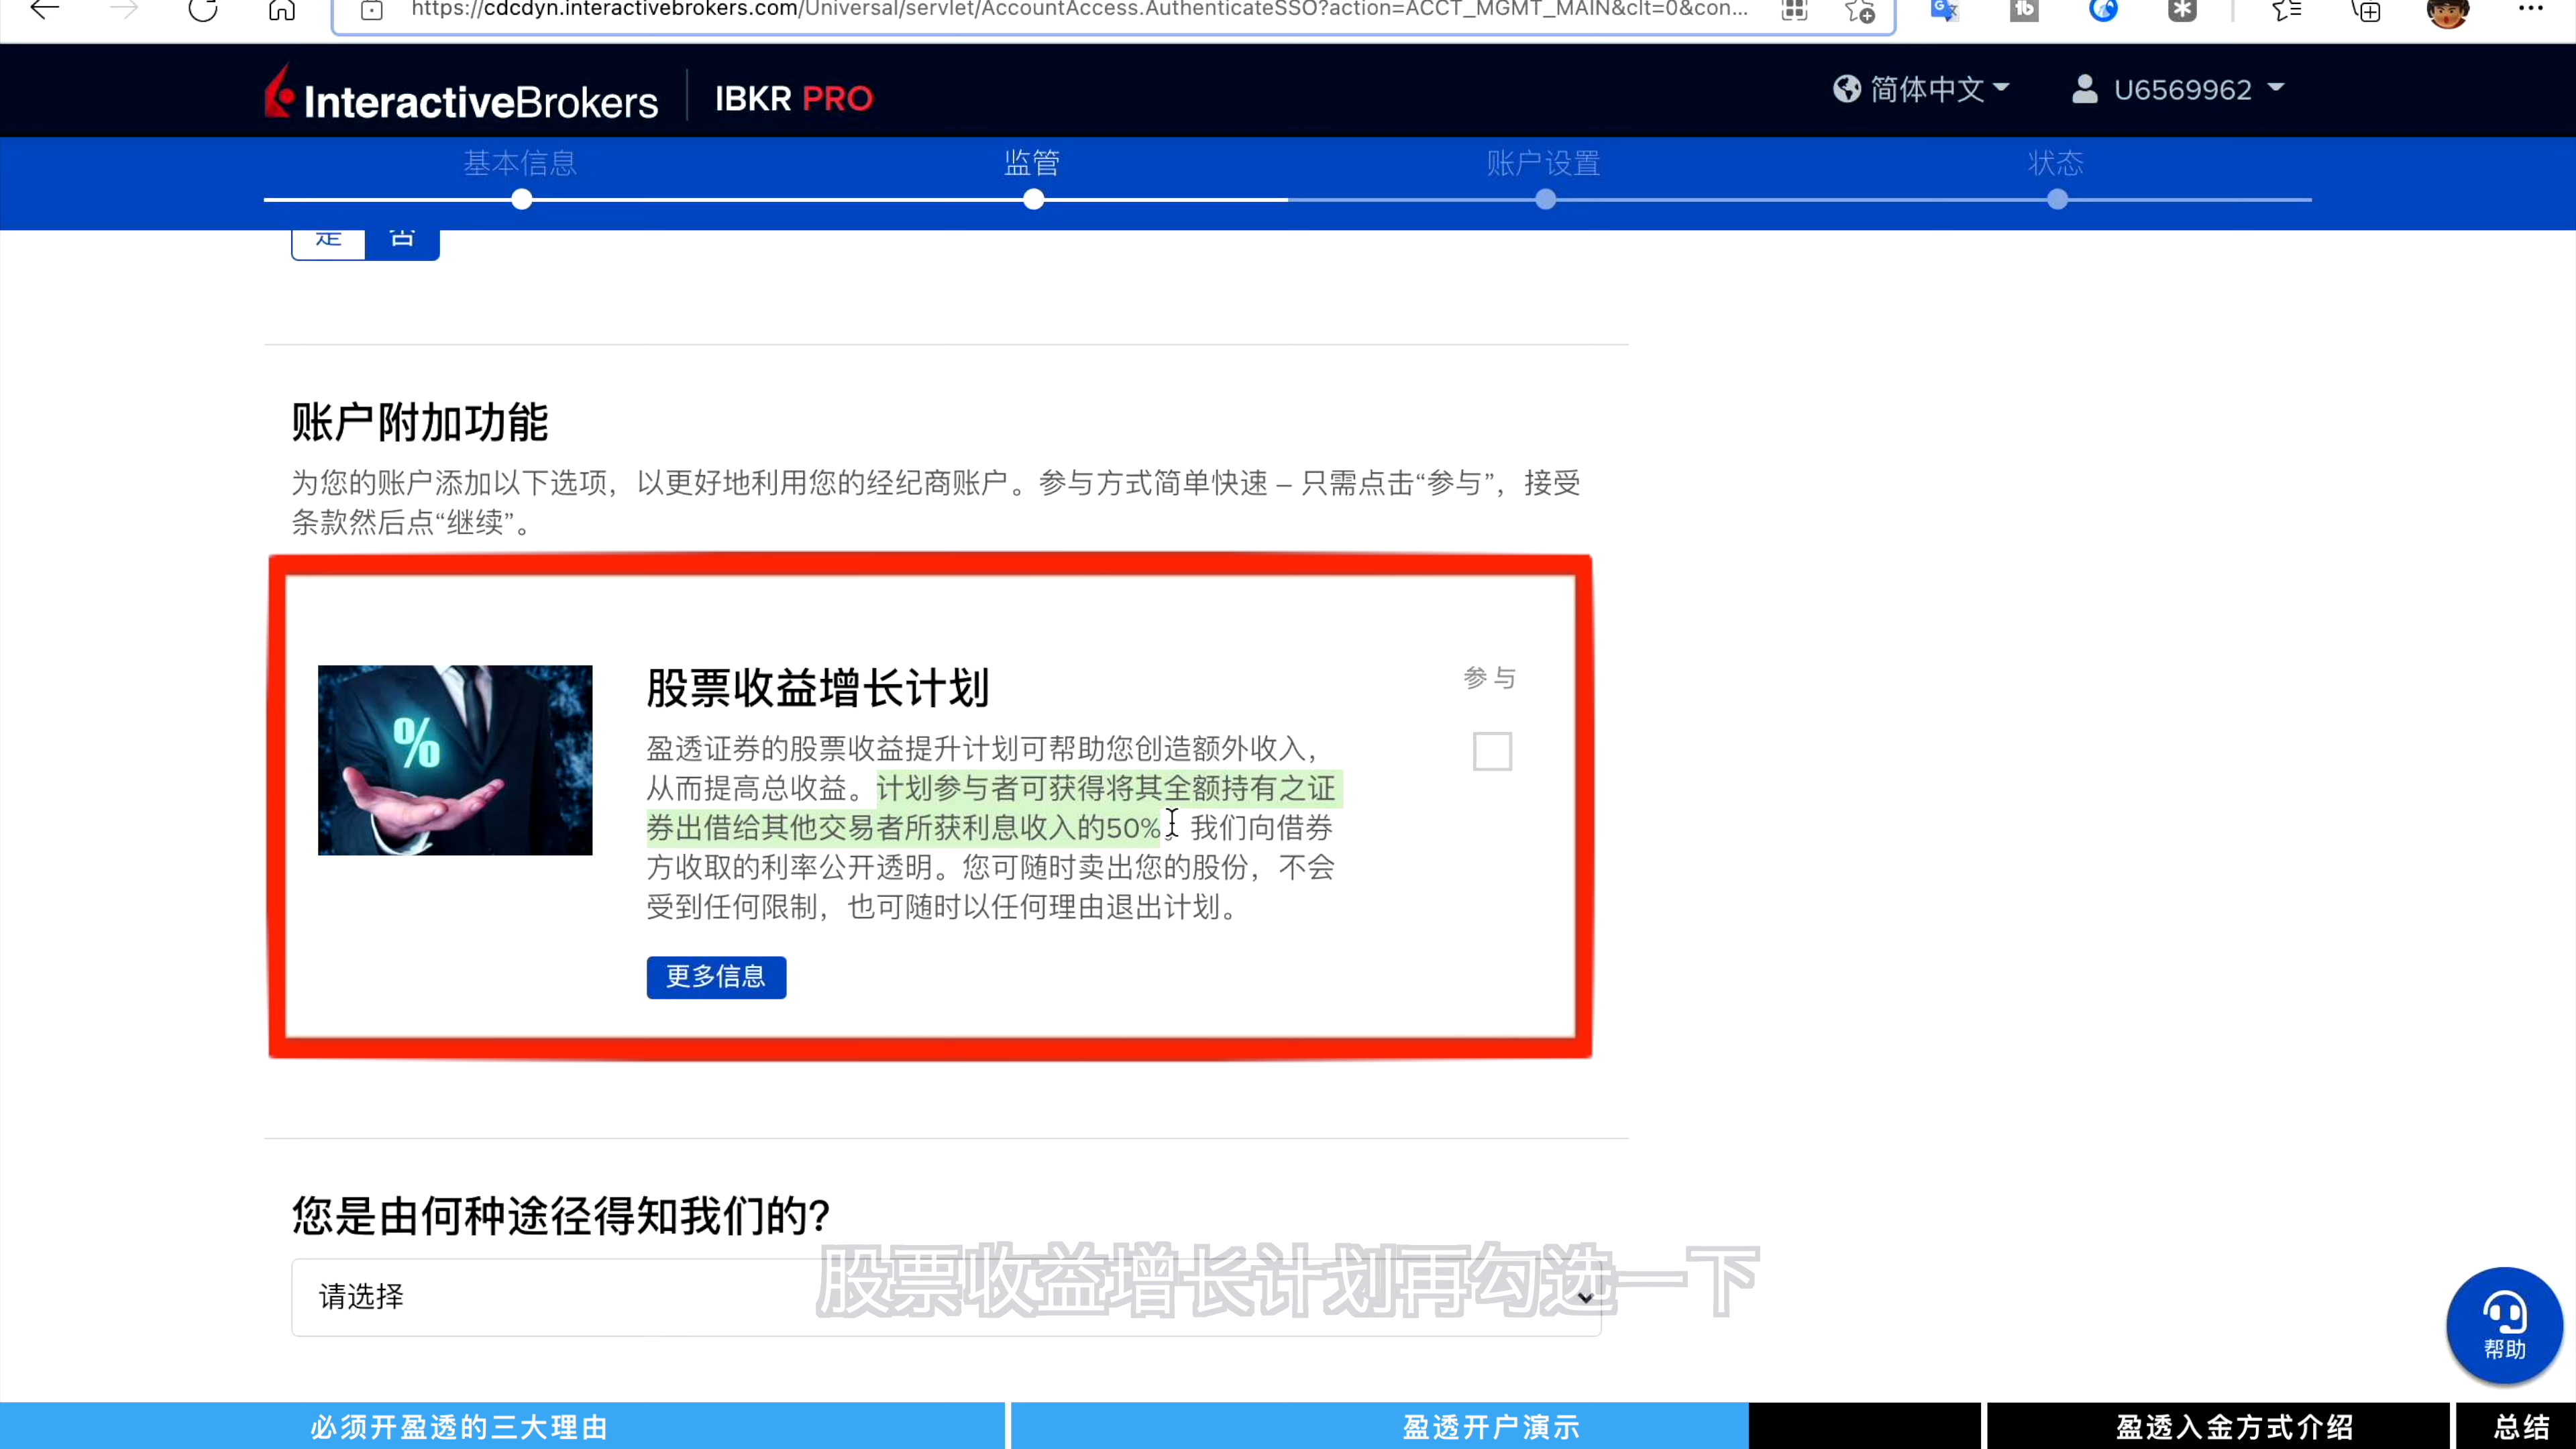 https://cdcdyn.interactivebrokers.com/Universal/servlet/AccountAccess.AuthenticateSSO?action=ACCT_MGMT_MAIN&clt=0&con...
InteractiveBrokers
IBKR PRO
简体中文
U6569962
基本信息
监管
账户设置
状态
是
否
账户附加功能
为您的账户添加以下选项，以更好地利用您的经纪商账户。参与方式简单快速 – 只需点击“参与”，接受
条款然后点“继续”。
股票收益增长计划
参与
盈透证券的股票收益提升计划可帮助您创造额外收入，
从而提高总收益。计划参与者可获得将其全额持有之证
券出借给其他交易者所获利息收入的50%。我们向借券
方收取的利率公开透明。您可随时卖出您的股份，不会
受到任何限制，也可随时以任何理由退出计划。
%
更多信息
您是由何种途径得知我们的?
请选择
股票收益增长计划再勾选一下
帮助
必须开盈透的三大理由
盈透开户演示
盈透入金方式介绍
总结